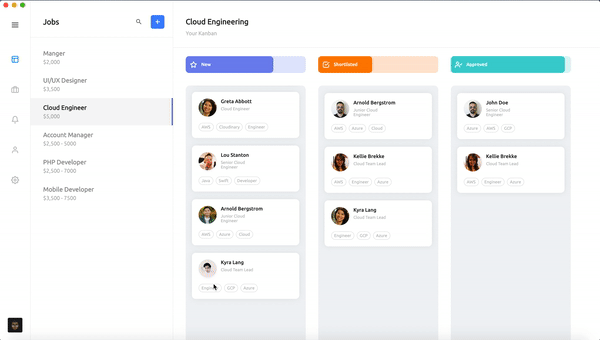 Jobs
Manger
$2,000
UI/UX Designer
$3,500
Cloud Engineer
$5,000
Account Manager
$2,500 - 5000
PHP Developer
$2,500 - 7000
Mobile Developer
$3,500 - 7500
Cloud Engineering
Your Kanban
New
Greta Abbott
Cloud Engineer
AWS Cloudinary Engineer
Lou Stanton
Senior Cloud
Engineer
Java Swift Developer
Arnold Bergstrom
Junior Cloud
Engineer
AWS Azure Cloud
Kyra Lang
Cloud Team Lead
Engineer GCP Azure
Shortlisted
Arnold Bergstrom
Junior Cloud
Engineer
AWS Azure Cloud
Kellie Brekke
Cloud Team Lead
AWS Engineer Azure
Kyra Lang
Cloud Team Lead
Engineer GCP Azure
Approved
John Doe
Senior Cloud
Engineer
Azure AWS GCP
Kellie Brekke
Cloud Team Lead
AWS Engineer Azure